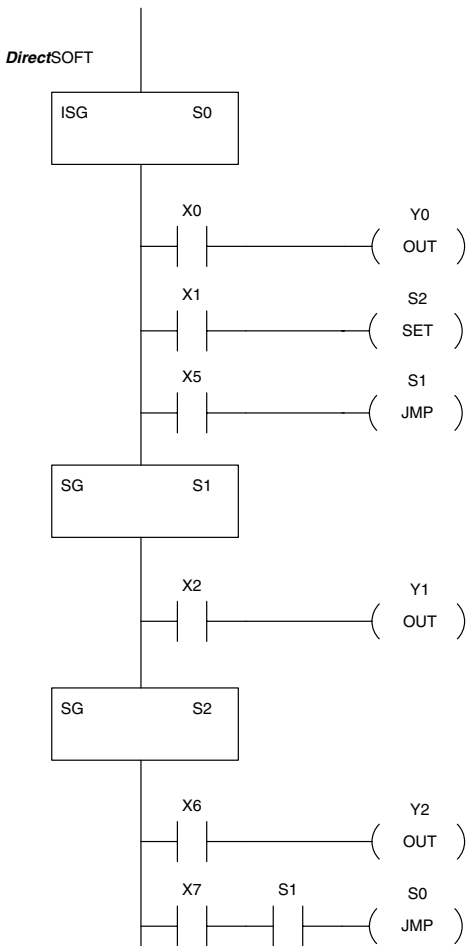 DirectSOFT
ISG S0
X0 Y0
OUT
X1 S2
SET
X5 S1
JMP
SG S1
X2 Y1
OUT
SG S2
X6 Y2
OUT
X7 S1 S0
JMP